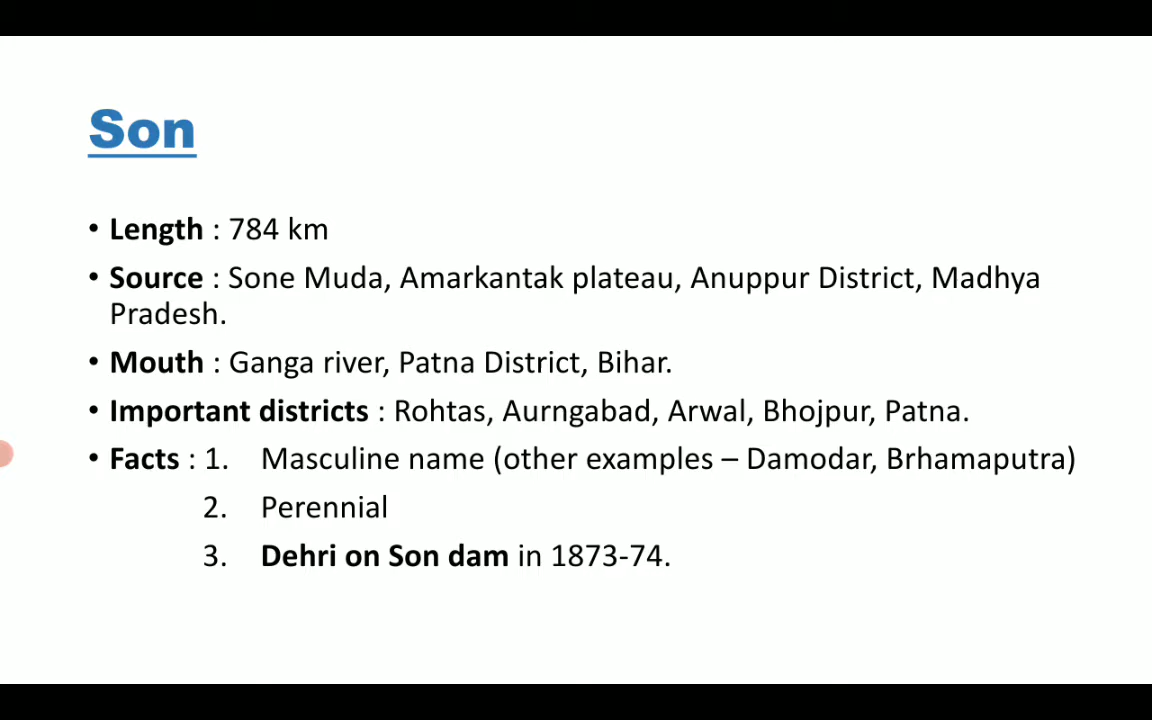 Son
• Length : 784 km
• Source : Sone Muda, Amarkantak plateau, Anuppur District, Madhya
Pradesh.
• Mouth : Ganga river, Patna District, Bihar.
• Important districts : Rohtas, Aurngabad, Arwal, Bhojpur, Patna.
• Facts : 1. Masculine name (other examples – Damodar, Brhamaputra)
2. Perennial
3. Dehri on Son dam in 1873-74.